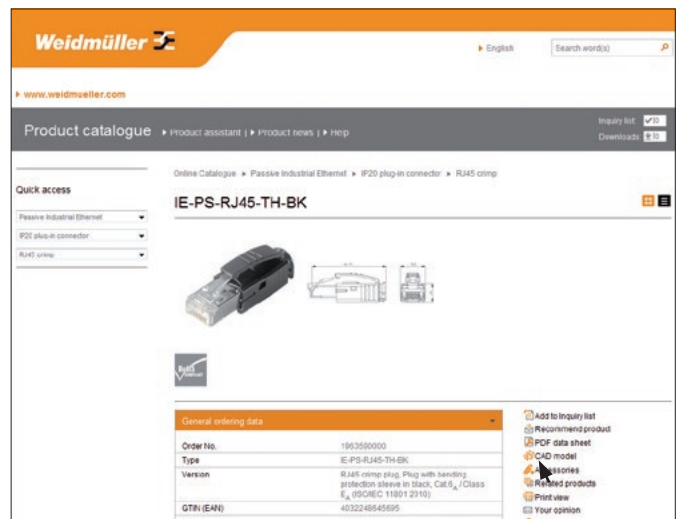 Weidmüller
English
Search word(s)
www.weidmueller.com
Product catalogue
Product assistant | Product news | Help
Inquiry list:
Downloads:
Online Catalogue Passive Industrial Ethernet IP20 plug-in connector RJ45 crimp
Quick access
IE-PS-RJ45-TH-BK
Passive Industrial Ethernet
IP20 plug-in connector
RJ45 crimp
RoHS
General ordering data
Order No. 1963590000
Type IE-PS-RJ45-TH-BK
Version RJ45 crimp plug, Plug with bending
protection sleeve in black, Cat.6A / Class
EA (ISO/IEC 11801 2010)
GTIN (EAN) 4032248645695
Add to Inquiry list
Recommend product
PDF data sheet
CAD model
Related products
Print view
Your opinion